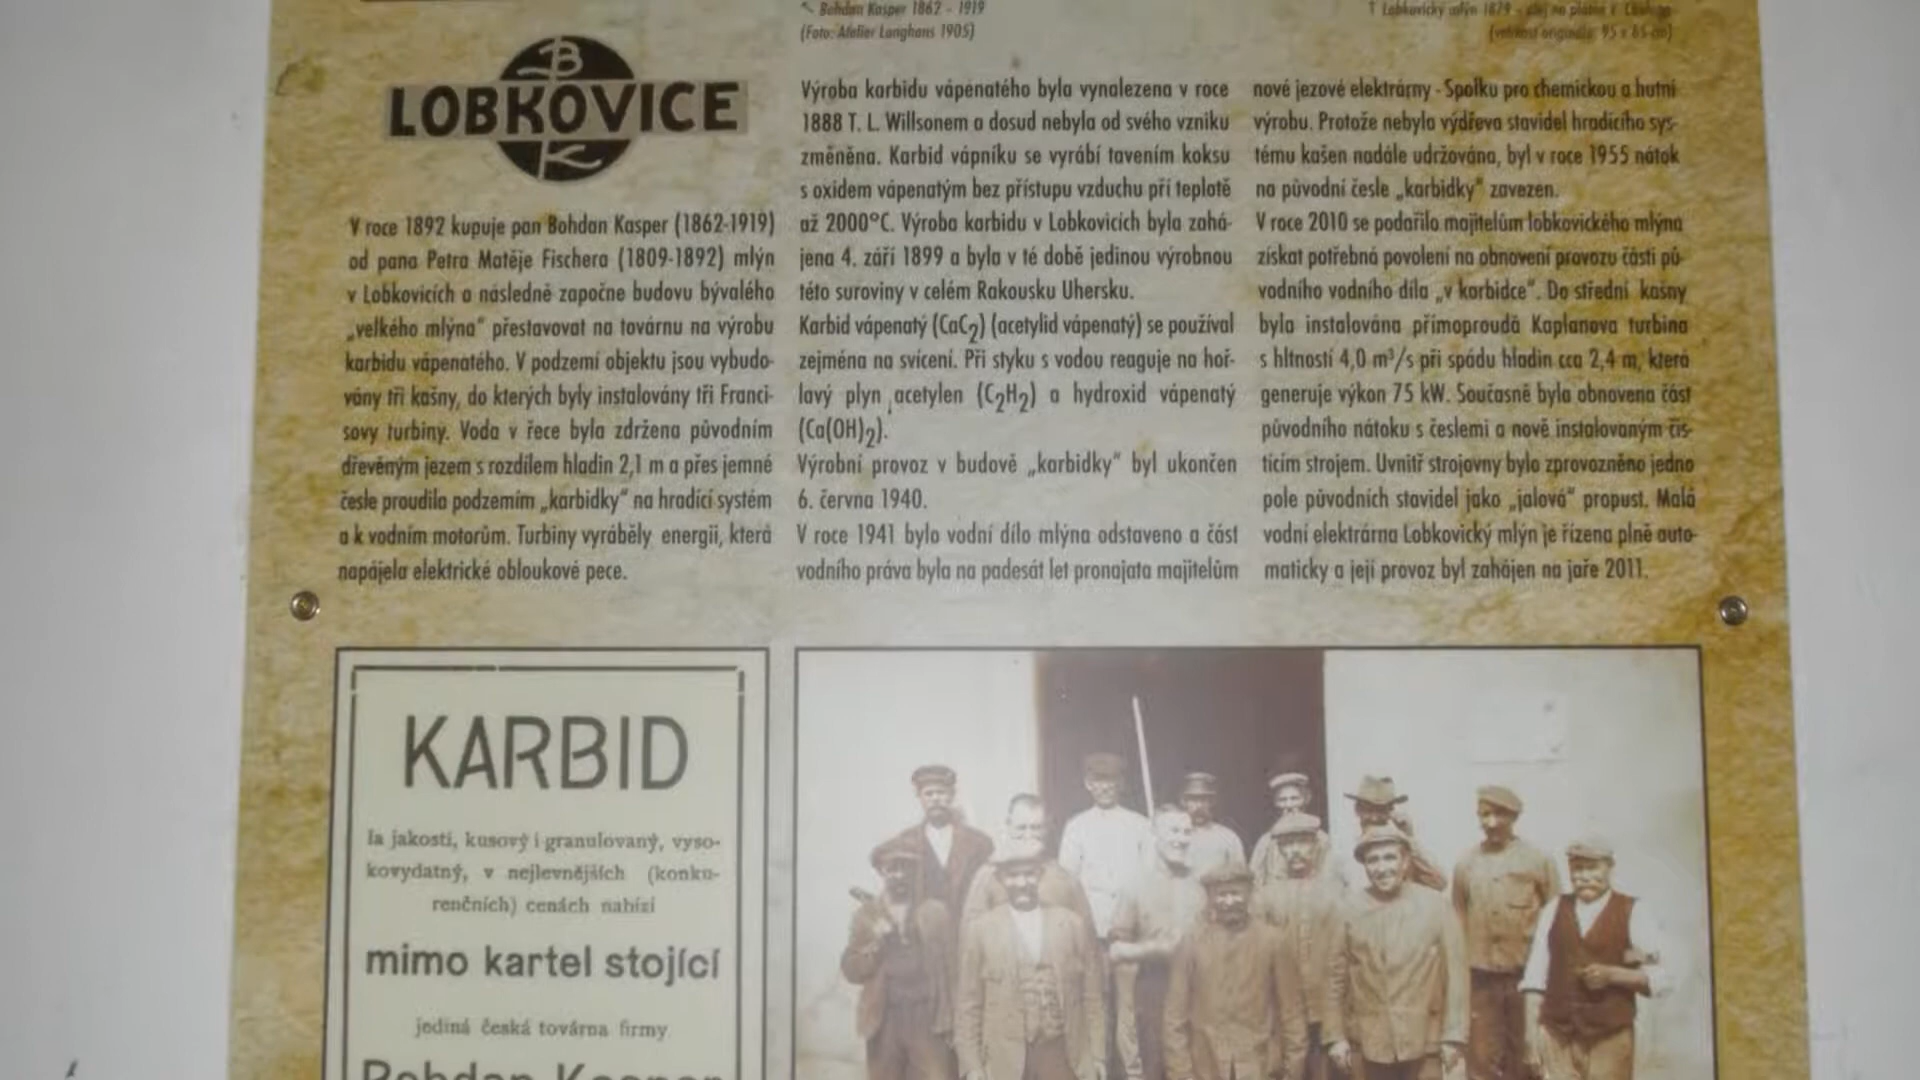 ↖ Bohdan Kasper 1862 - 1919
(Foto: Atelier Langhans 1905)
↑ Lobkovický mlýn 1879 - olej na plátně
(velikost originálu: 95 x 65 cm)
B
LOBKOVICE
K
V roce 1892 kupuje pan Bohdan Kasper (1862-1919)
od pana Petra Matěje Fischera (1809-1892) mlýn
v Lobkovicích a následně započne budovu bývalého
„velkého mlýna“ přestavovat na továrnu na výrobu
karbidu vápenatého. V podzemí objektu jsou vybudo-
vány tři kašny, do kterých byly instalovány tři Franci-
sovy turbíny. Voda v řece byla zdržena původním
dřevěným jezem s rozdílem hladin 2,1 m a přes jemné
česle proudila podzemím „karbidky“ na hradící systém
a k vodním motorům. Turbíny vyráběly energii, která
napájela elektrické obloukové pece.
Výroba karbidu vápenatého byla vynalezena v roce
1888 T. L. Willsonem a dosud nebyla od svého vzniku
změněna. Karbid vápníku se vyrábí tavením koksu
s oxidem vápenatým bez přístupu vzduchu při teplotě
až 2000°C. Výroba karbidu v Lobkovicích byla zahá-
jena 4. září 1899 a byla v té době jedinou výrobnou
této suroviny v celém Rakousku Uhersku.
Karbid vápenatý (CaC₂) (acetylid vápenatý) se používal
zejména na svícení. Při styku s vodou reaguje na hoř-
lavý plyn acetylen (C₂H₂) a hydroxid vápenatý
(Ca(OH)₂).
Výrobní provoz v budově „karbidky“ byl ukončen
6. června 1940.
V roce 1941 bylo vodní dílo mlýna odstaveno a část
vodního práva byla na padesát let pronajata majitelům
nové jezové elektrárny - Spolku pro chemickou a hutní
výrobu. Protože nebyla výdřeva stavidel hradícího sys-
tému kašen nadále udržována, byl v roce 1955 nátok
na původní česle „karbidky“ zavezen.
V roce 2010 se podařilo majitelům lobkovického mlýna
získat potřebná povolení na obnovení provozu části pů-
vodního vodního díla „v karbidce“. Do střední kašny
byla instalována přímoproudá Kaplanova turbina
s hltností 4,0 m³/s při spádu hladin cca 2,4 m, která
generuje výkon 75 kW. Současně byla obnovena část
původního nátoku s česlemi a nově instalovaným čis-
tícím strojem. Uvnitř strojovny bylo zprovozněno jedno
pole původních stavidel jako „jalová“ propust. Malá
vodní elektrárna Lobkovický mlýn je řízena plně auto-
maticky a její provoz byl zahájen na jaře 2011.
KARBID
Ia jakosti, kusový i granulovaný, vyso-
kovydatný, v nejlevnějších (konku-
renčních) cenách nabízí
mimo kartel stojící
jediná česká továrna firmy
Bohdan Kasper